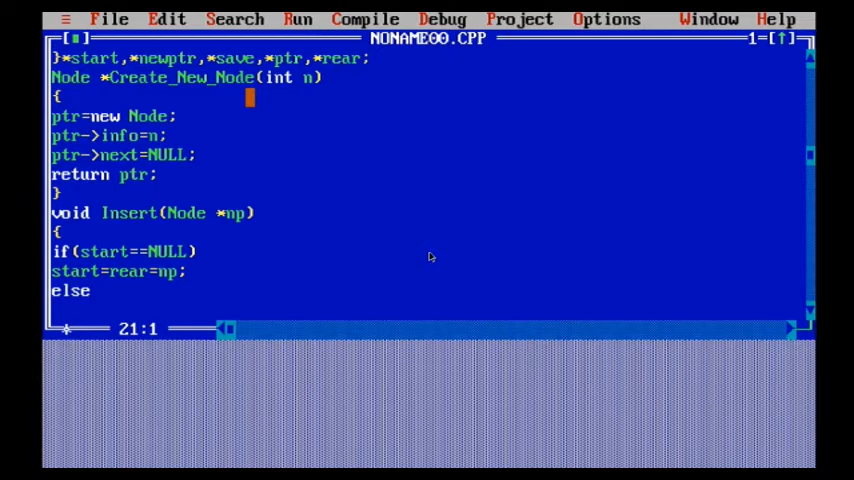 ≡ File Edit Search Run Compile Debug Project Options Window Help
[■] NONAME00.CPP 1=[↑]
}*start,*newptr,*save,*ptr,*rear;
Node *Create_New_Node(int n)
{
ptr=new Node;
ptr->info=n;
ptr->next=NULL;
return ptr;
}
void Insert(Node *np)
{
if(start==NULL)
start=rear=np;
else
21:1